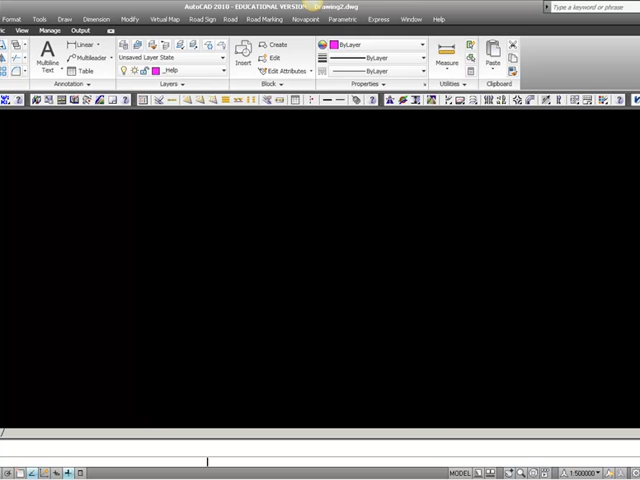 AutoCAD 2010 - EDUCATIONAL VERSION Drawing2.dwg
Type a keyword or phrase
Format Tools Draw Dimension Modify Virtual Map Road Sign Road Road Marking Novapoint Parametric Express Window Help
View Manage Output
Multiline Text
Linear
Multileader
Table
Annotation
Unsaved Layer State
_Help
Layers
Insert
Create
Edit
Edit Attributes
Block
ByLayer
ByLayer
ByLayer
Properties
Measure
Utilities
Paste
Clipboard
MODEL
1:500000